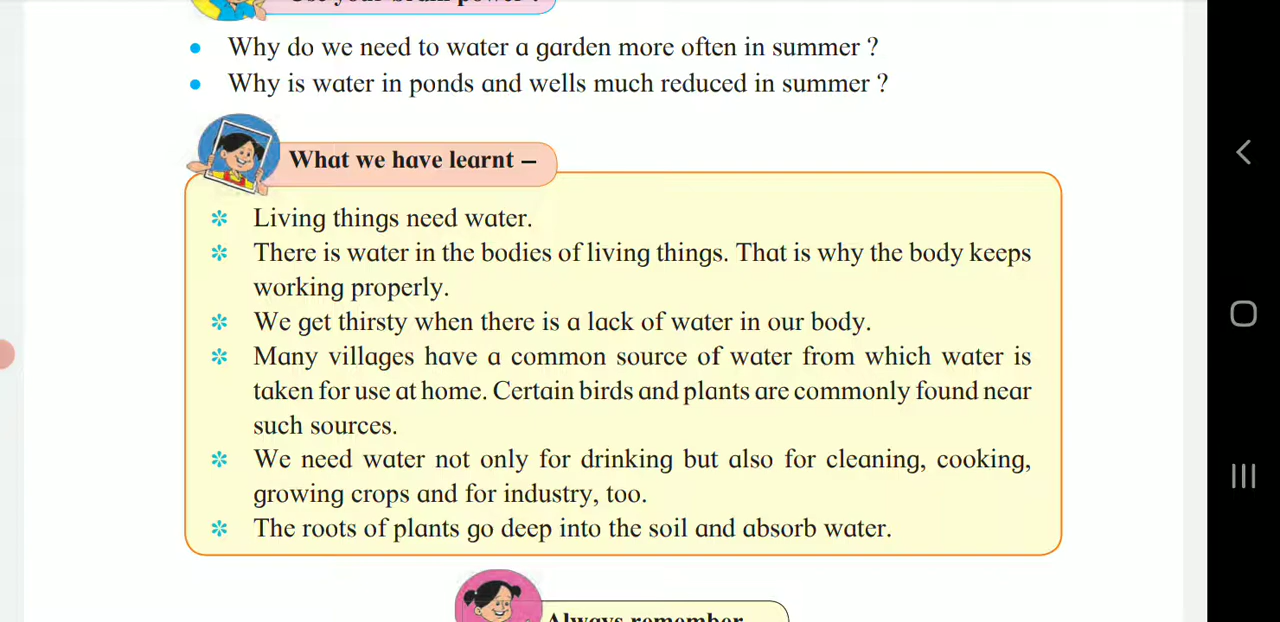 Use your brain power !
Why do we need to water a garden more often in summer ?
Why is water in ponds and wells much reduced in summer ?
What we have learnt –
Living things need water.
There is water in the bodies of living things. That is why the body keeps
working properly.
We get thirsty when there is a lack of water in our body.
Many villages have a common source of water from which water is
taken for use at home. Certain birds and plants are commonly found near
such sources.
We need water not only for drinking but also for cleaning, cooking,
growing crops and for industry, too.
The roots of plants go deep into the soil and absorb water.
Always remember